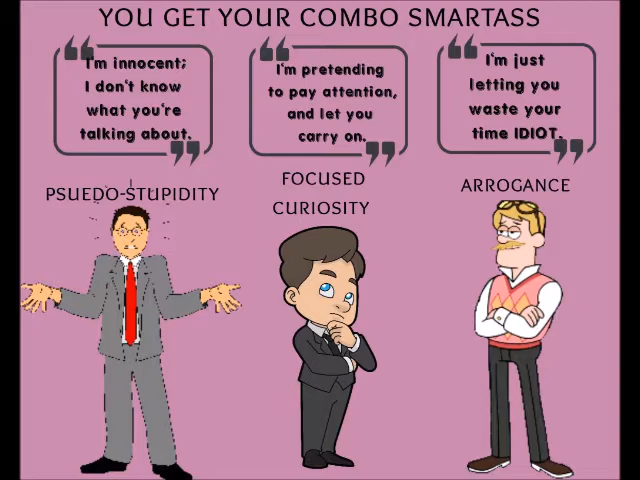 YOU GET YOUR COMBO SMARTASS
I'm innocent;
I don't know
what you're
talking about.
I'm pretending
to pay attention,
and let you
carry on.
I'm just
letting you
waste your
time IDIOT.
PSUEDO-STUPIDITY
FOCUSED
CURIOSITY
ARROGANCE